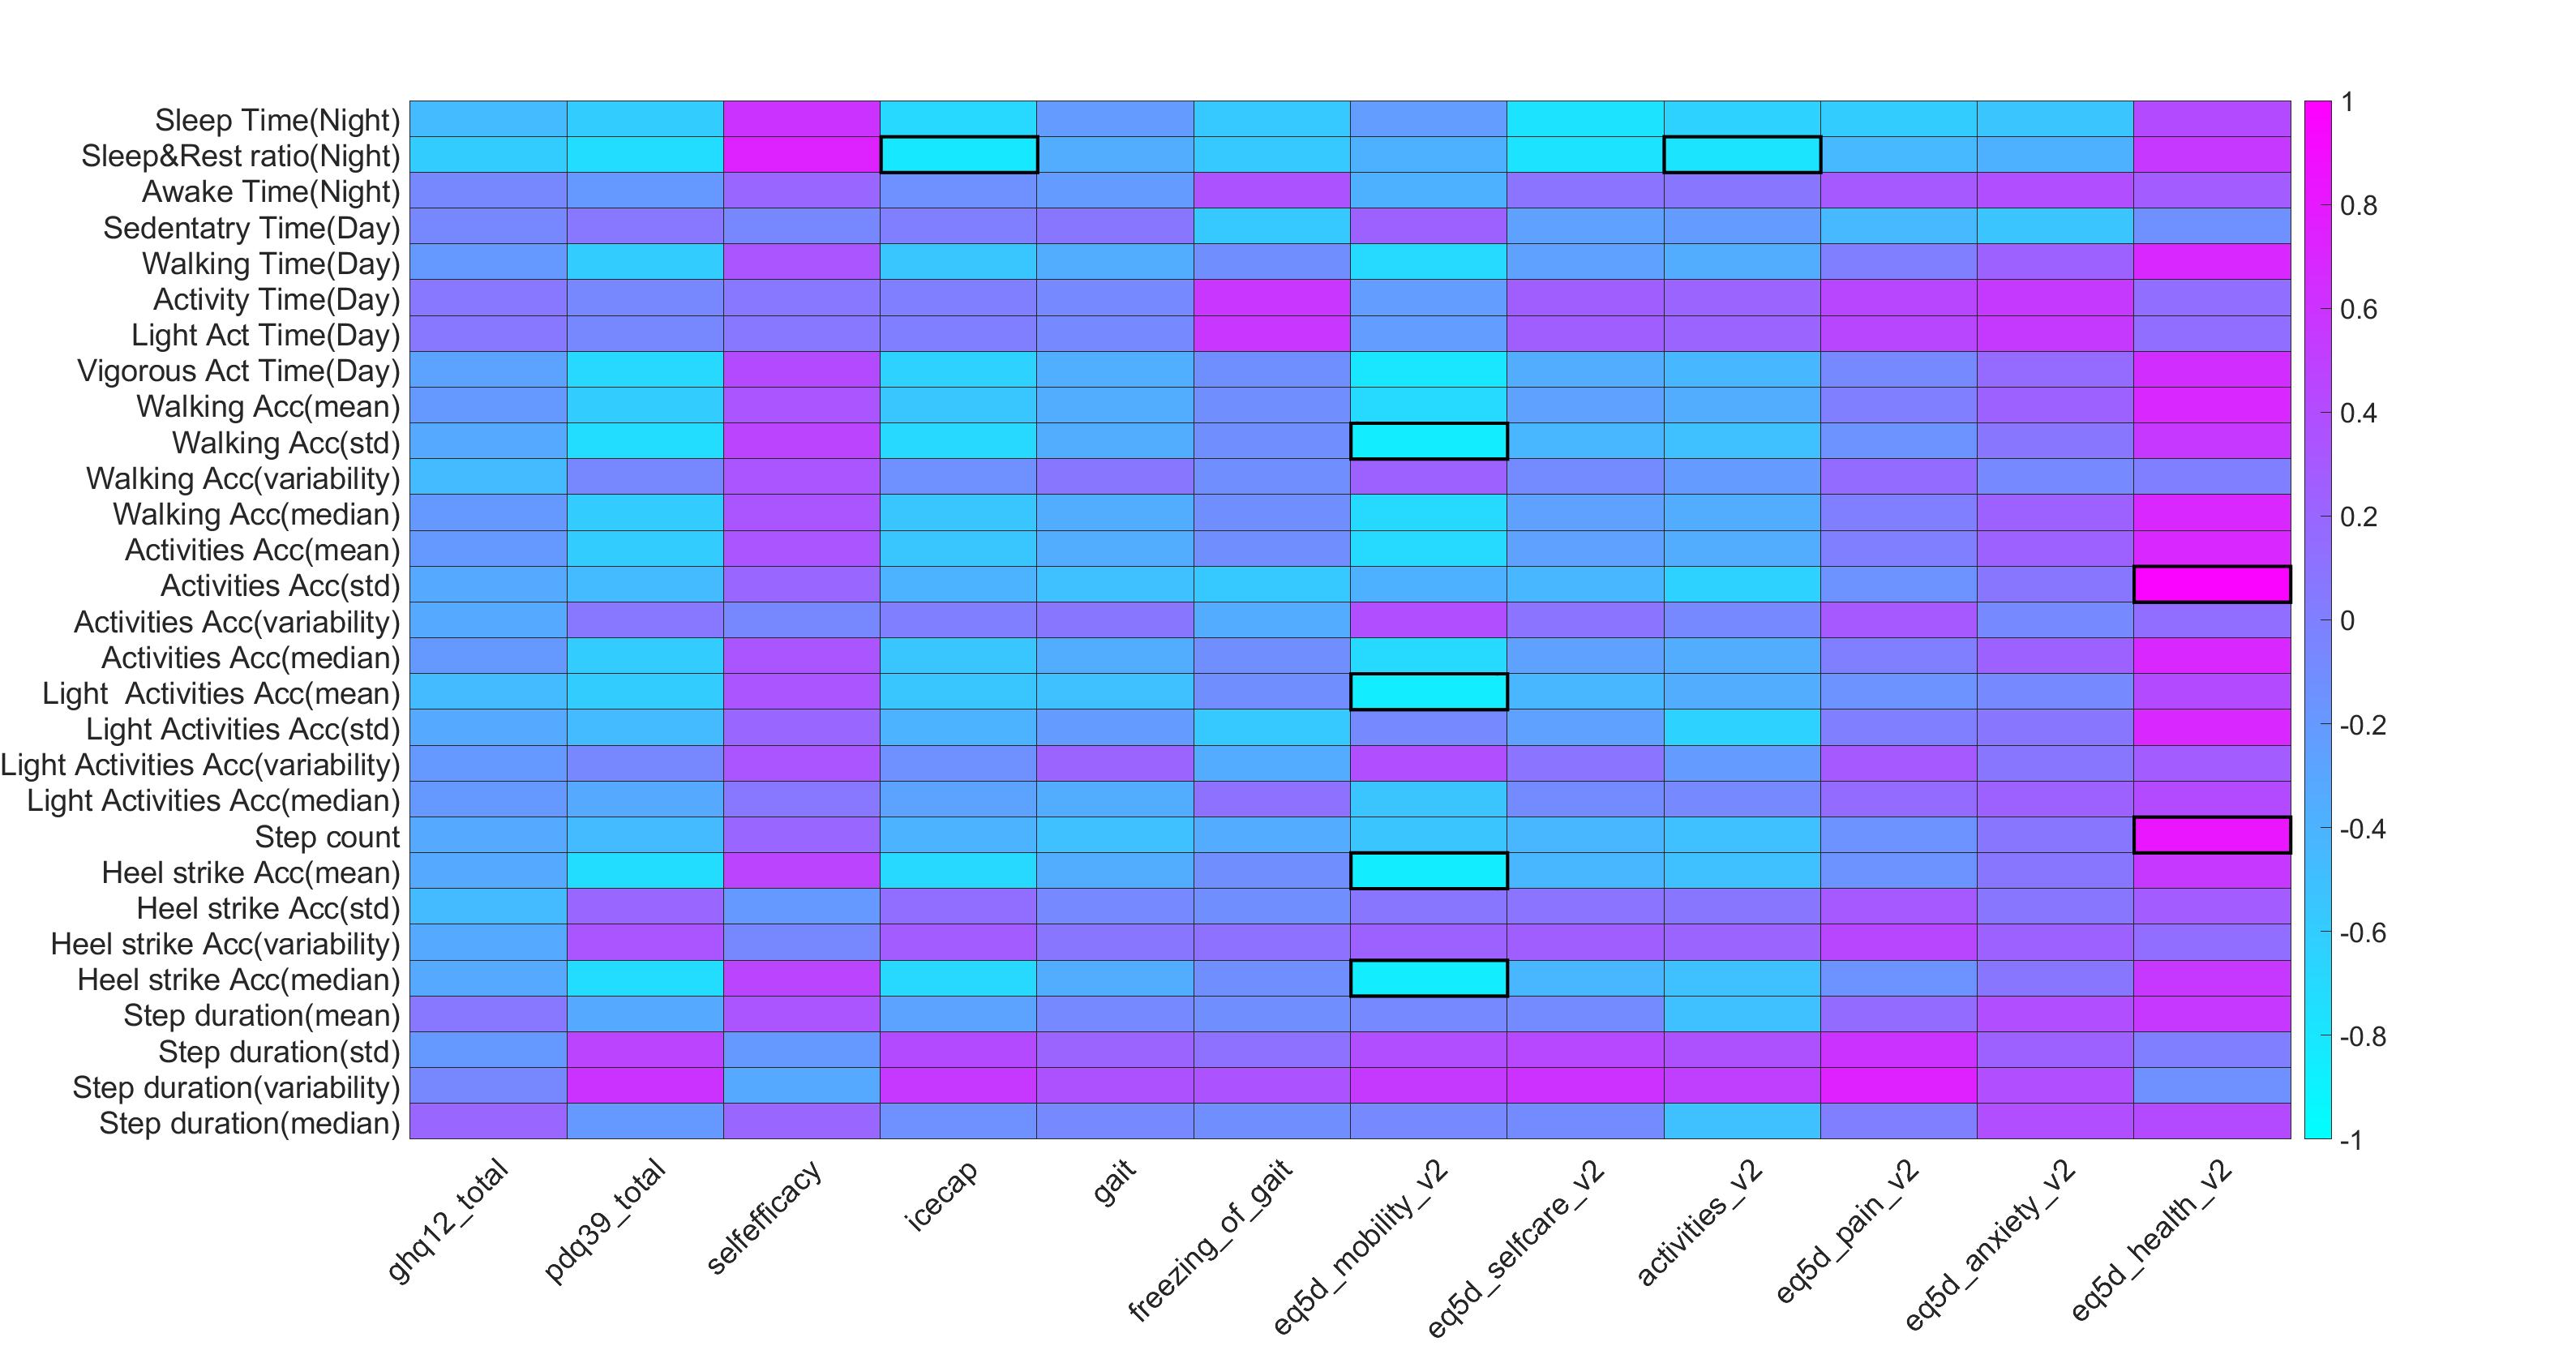 Sleep Time(Night)
Sleep&Rest ratio(Night)
Awake Time(Night)
Sedentatry Time(Day)
Walking Time(Day)
Activity Time(Day)
Light Act Time(Day)
Vigorous Act Time(Day)
Walking Acc(mean)
Walking Acc(std)
Walking Acc(variability)
Walking Acc(median)
Activities Acc(mean)
Activities Acc(std)
Activities Acc(variability)
Activities Acc(median)
Light  Activities Acc(mean)
Light Activities Acc(std)
Light Activities Acc(variability)
Light Activities Acc(median)
Step count
Heel strike Acc(mean)
Heel strike Acc(std)
Heel strike Acc(variability)
Heel strike Acc(median)
Step duration(mean)
Step duration(std)
Step duration(variability)
Step duration(median)
ghq12_total
pdq39_total
selfefficacy
icecap
gait
freezing_of_gait
eq5d_mobility_v2
eq5d_selfcare_v2
activities_v2
eq5d_pain_v2
eq5d_anxiety_v2
eq5d_health_v2
1
0.8
0.6
0.4
0.2
0
-0.2
-0.4
-0.6
-0.8
-1